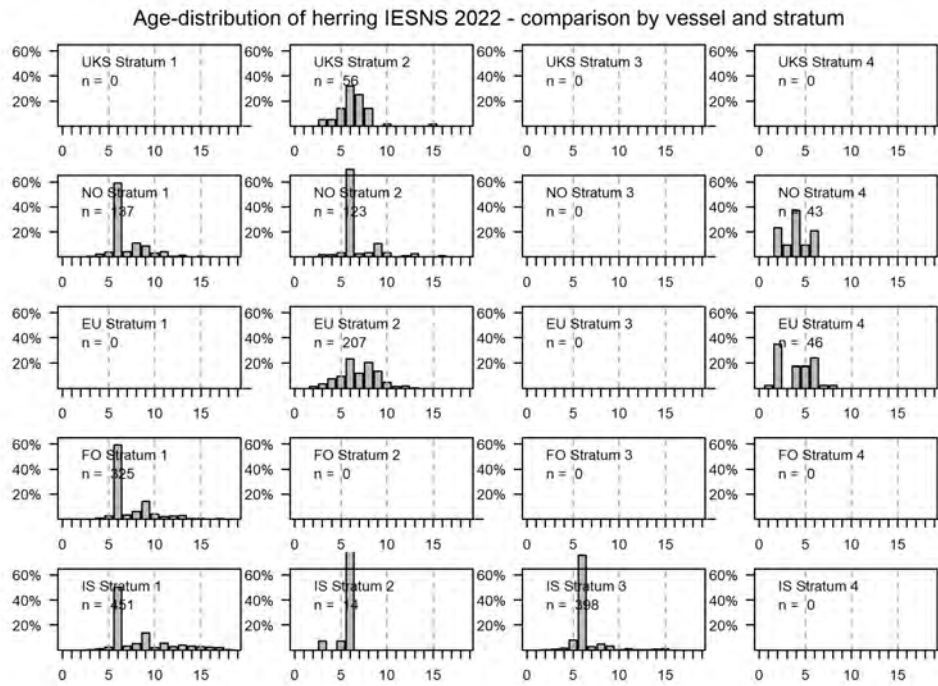 Age-distribution of herring IESNS 2022 - comparison by vessel and stratum
60% 60% 60% 60%
UKS Stratum 1 UKS Stratum 2 UKS Stratum 3 UKS Stratum 4
n = 0 n = 56 n = 0 n = 0
40% 40% 40% 40%
20% 20% 20% 20%
0 5 10 15 0 5 10 15 0 5 10 15 0 5 10 15
60% 60% 60% 60%
NO Stratum 1 NO Stratum 2 NO Stratum 3 NO Stratum 4
n = 137 n = 123 n = 0 n = 43
40% 40% 40% 40%
20% 20% 20% 20%
0 5 10 15 0 5 10 15 0 5 10 15 0 5 10 15
60% 60% 60% 60%
EU Stratum 1 EU Stratum 2 EU Stratum 3 EU Stratum 4
n = 0 n = 207 n = 0 n = 46
40% 40% 40% 40%
20% 20% 20% 20%
0 5 10 15 0 5 10 15 0 5 10 15 0 5 10 15
60% 60% 60% 60%
FO Stratum 1 FO Stratum 2 FO Stratum 3 FO Stratum 4
n = 325 n = 0 n = 0 n = 0
40% 40% 40% 40%
20% 20% 20% 20%
0 5 10 15 0 5 10 15 0 5 10 15 0 5 10 15
60% 60% 60% 60%
IS Stratum 1 IS Stratum 2 IS Stratum 3 IS Stratum 4
n = 451 n = 14 n = 398 n = 0
40% 40% 40% 40%
20% 20% 20% 20%
0 5 10 15 0 5 10 15 0 5 10 15 0 5 10 15